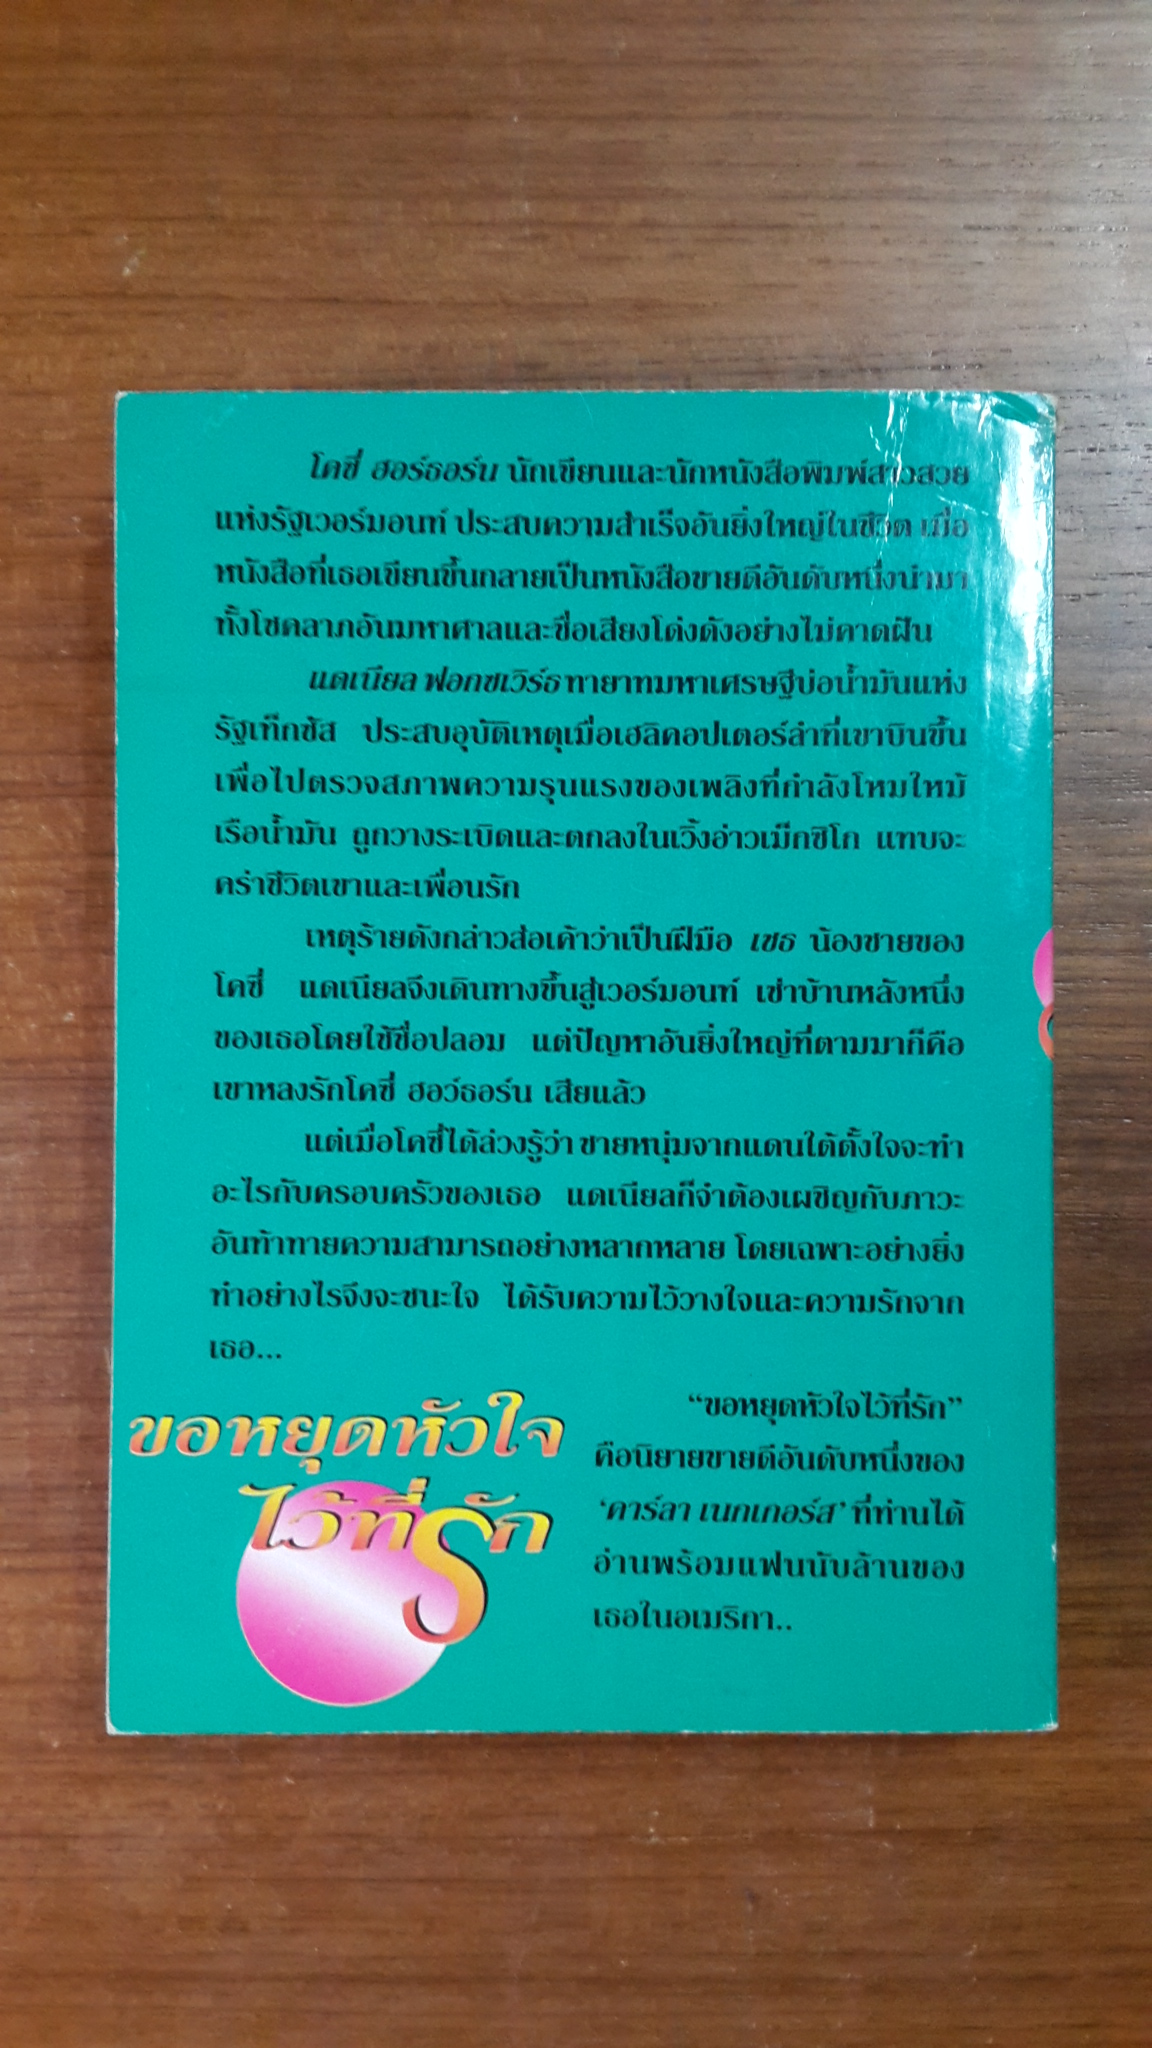 โคซี่ ฮอร์ธอร์น นักเขียนและนักหนังสือพิมพ์สาวสวย
แห่งรัฐเวอร์มอนท์ ประสบความสำเร็จอันยิ่งใหญ่ในชีวิต เมื่อ
หนังสือที่เธอเขียนขึ้นกลายเป็นหนังสือขายดีอันดับหนึ่งนำมา
ทั้งโชคลาภอันมหาศาลและชื่อเสียงโด่งดังอย่างไม่คาดฝัน
แดเนียล ฟอกซเวิร์ธ ทายาทมหาเศรษฐีบ่อน้ำมันแห่ง
รัฐเท็กซัส ประสบอุบัติเหตุเมื่อเฮลิคอปเตอร์ลำที่เขาบินขึ้น
เพื่อไปตรวจสภาพความรุนแรงของเพลิงที่กำลังโหมใหม้
เรือน้ำมัน ถูกวางระเบิดและตกลงในเวิ้งอ่าวเม็กซิโก แทบจะ
คร่าชีวิตเขาและเพื่อนรัก
เหตุร้ายดังกล่าวส่อเค้าว่าเป็นฝีมือ เซธ น้องชายของ
โคซี่ แดเนียลจึงเดินทางขึ้นสู่เวอร์มอนท์ เช่าบ้านหลังหนึ่ง
ของเธอโดยใช้ชื่อปลอม แต่ปัญหาอันยิ่งใหญ่ที่ตามมาก็คือ
เขาหลงรักโคซี่ ฮอว์ธอร์น เสียแล้ว
แต่เมื่อโคซี่ได้ล่วงรู้ว่า ชายหนุ่มจากแดนใต้ตั้งใจจะทำ
อะไรกับครอบครัวของเธอ แดเนียลก็จำต้องเผชิญกับภาวะ
อันท้าทายความสามารถอย่างหลากหลาย โดยเฉพาะอย่างยิ่ง
ทำอย่างไรจึงจะชนะใจ ได้รับความไว้วางใจและความรักจาก
เธอ...
ขอหยุดหัวใจ
ไว้ที่รัก
“ขอหยุดหัวใจไว้ที่รัก”
คือนิยายขายดีอันดับหนึ่งของ
‘คาร์ลา เนกเกอร์ส’ ที่ท่านได้
อ่านพร้อมแฟนนับล้านของ
เธอในอเมริกา..